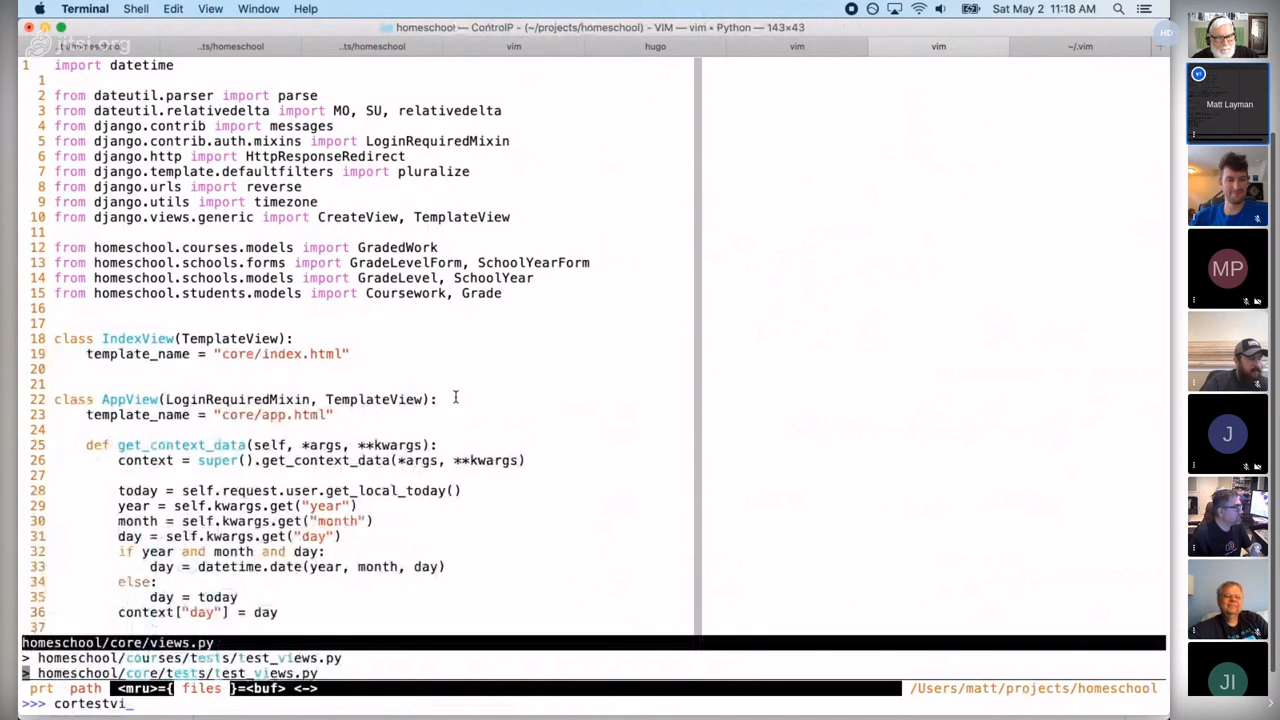 Terminal Shell Edit View Window Help
Sat May 2 11:18 AM
homeschool — ControlP - (~/projects/homeschool) - VIM — vim • Python — 143×43
jitsi.org
..ts/homeschool
..ts/homeschool
vim
hugo
vim
vim
~/.vim
HD
1 import datetime
1
2 from dateutil.parser import parse
3 from dateutil.relativedelta import MO, SU, relativedelta
4 from django.contrib import messages
5 from django.contrib.auth.mixins import LoginRequiredMixin
6 from django.http import HttpResponseRedirect
7 from django.template.defaultfilters import pluralize
8 from django.urls import reverse
9 from django.utils import timezone
10 from django.views.generic import CreateView, TemplateView
11
12 from homeschool.courses.models import GradedWork
13 from homeschool.schools.forms import GradeLevelForm, SchoolYearForm
14 from homeschool.schools.models import GradeLevel, SchoolYear
15 from homeschool.students.models import Coursework, Grade
16
17
18 class IndexView(TemplateView):
19 template_name = "core/index.html"
20
21
22 class AppView(LoginRequiredMixin, TemplateView):
23 template_name = "core/app.html"
24
25 def get_context_data(self, *args, **kwargs):
26 context = super().get_context_data(*args, **kwargs)
27
28 today = self.request.user.get_local_today()
29 year = self.kwargs.get("year")
30 month = self.kwargs.get("month")
31 day = self.kwargs.get("day")
32 if year and month and day:
33 day = datetime.date(year, month, day)
34 else:
35 day = today
36 context["day"] = day
37
homeschool/core/views.py
> homeschool/courses/tests/test_views.py
> homeschool/core/tests/test_views.py
prt path <mru>={ files }=<buf> <-> /Users/matt/projects/homeschool
>>> cortestvi_
Matt Layman
MP
J
JI